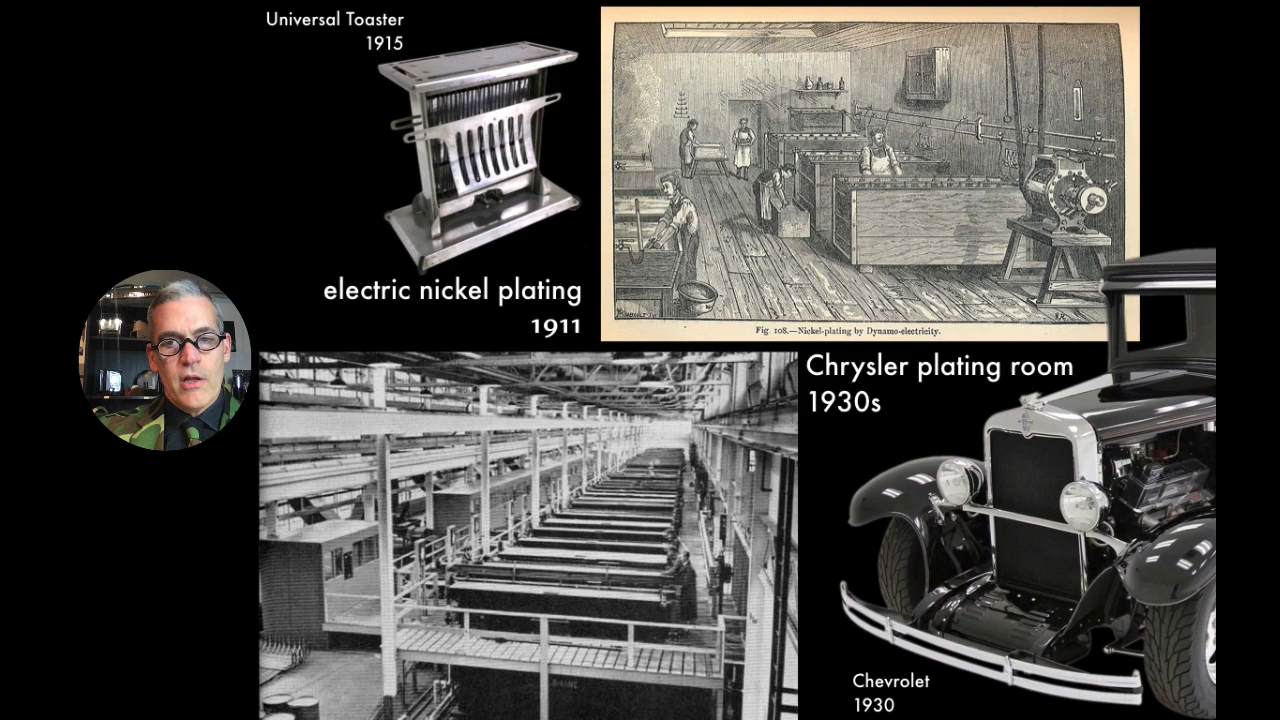 Universal Toaster
1915
electric nickel plating
1911
Fig 108.—Nickel-plating by Dynamo-electricity.
Chrysler plating room
1930s
Chevrolet
1930